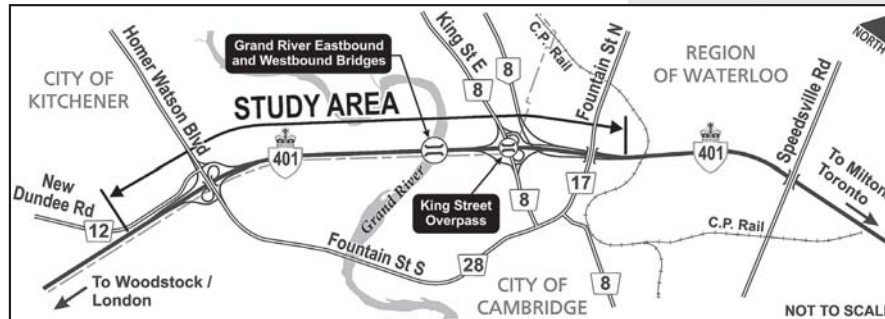 CITY OF
KITCHENER
Homer Watson Blvd
Grand River Eastbound
and Westbound Bridges
King St E
8
8
C.P. Rail
Fountain St N
REGION
OF WATERLOO
Speedsville Rd
NORTH
STUDY AREA
401
401
To Milton
Toronto
New
Dundee Rd
12
Grand River
King Street
Overpass
17
8
C.P. Rail
Fountain St S
28
To Woodstock /
London
CITY OF
CAMBRIDGE
8
NOT TO SCALE